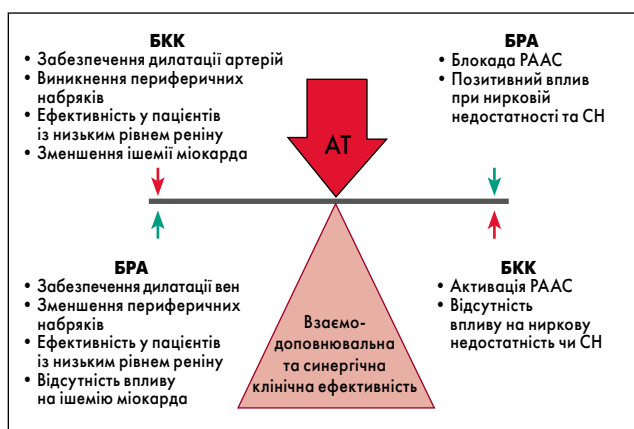 БКК
• Забезпечення дилатації артерій
• Виникнення периферичних
набряків
• Ефективність у пацієнтів
із низьким рівнем реніну
• Зменшення ішемії міокарда
АТ
БРА
• Блокада РААС
• Позитивний вплив
при нирковій
недостатності та СН
БРА
• Забезпечення дилатації вен
• Зменшення периферичних
набряків
• Ефективність у пацієнтів
із низьким рівнем реніну
• Відсутність впливу
на ішемію міокарда
Взаємо-
доповнювальна
та синергічна
клінічна ефективність
БКК
• Активація РААС
• Відсутність
впливу на ниркову
недостатність чи СН